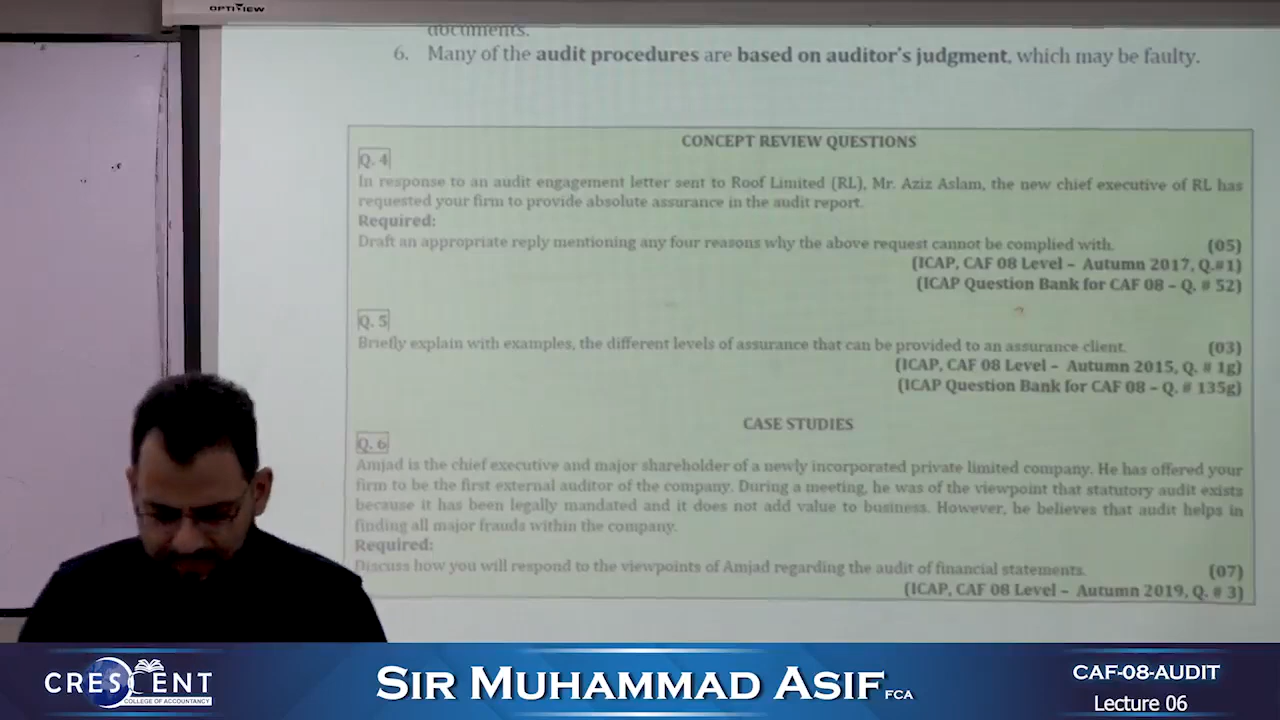 OPTIVIEW
documents.
6. Many of the audit procedures are based on auditor's judgment, which may be faulty.
CONCEPT REVIEW QUESTIONS
Q. 4
In response to an audit engagement letter sent to Roof Limited (RL), Mr. Aziz Aslam, the new chief executive of RL has
requested your firm to provide absolute assurance in the audit report.
Required:
Draft an appropriate reply mentioning any four reasons why the above request cannot be complied with. (05)
(ICAP, CAF 08 Level – Autumn 2017, Q.#1)
(ICAP Question Bank for CAF 08 – Q. # 52)
Q. 5
Briefly explain with examples, the different levels of assurance that can be provided to an assurance client. (03)
(ICAP, CAF 08 Level – Autumn 2015, Q. # 1g)
(ICAP Question Bank for CAF 08 – Q. # 135g)
CASE STUDIES
Q. 6
Amjad is the chief executive and major shareholder of a newly incorporated private limited company. He has offered your
firm to be the first external auditor of the company. During a meeting, he was of the viewpoint that statutory audit exists
because it has been legally mandated and it does not add value to business. However, he believes that audit helps in
finding all major frauds within the company.
Required:
Discuss how you will respond to the viewpoints of Amjad regarding the audit of financial statements. (07)
(ICAP, CAF 08 Level – Autumn 2019, Q. # 3)
CRESCENT
COLLEGE OF ACCOUNTANCY
SIR MUHAMMAD ASIF FCA
CAF-08-AUDIT
Lecture 06